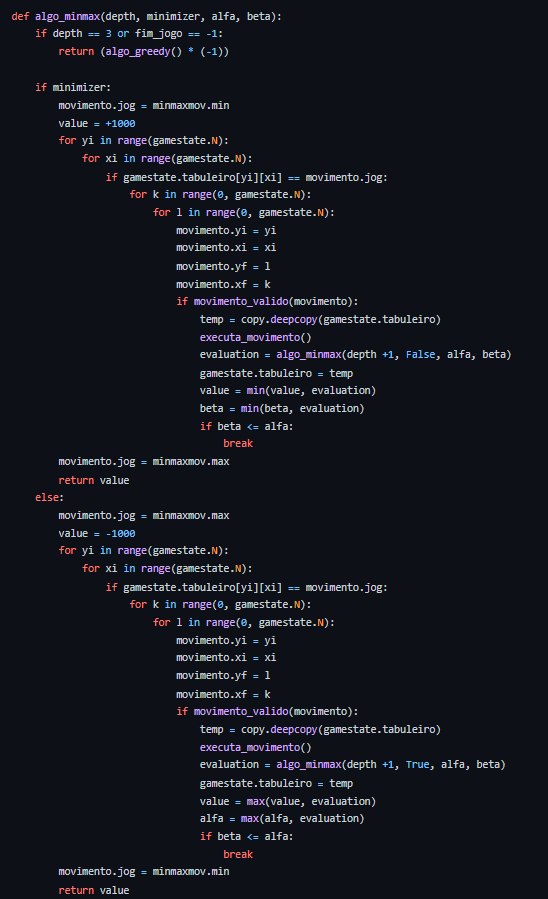 def algo_minmax(depth, minimizer, alfa, beta):
    if depth == 3 or fim_jogo == -1:
        return (algo_greedy() * (-1))

    if minimizer:
        movimento.jog = minmaxmov.min
        value = +1000
        for yi in range(gamestate.N):
            for xi in range(gamestate.N):
                if gamestate.tabuleiro[yi][xi] == movimento.jog:
                    for k in range(0, gamestate.N):
                        for l in range(0, gamestate.N):
                            movimento.yi = yi
                            movimento.xi = xi
                            movimento.yf = l
                            movimento.xf = k
                            if movimento_valido(movimento):
                                temp = copy.deepcopy(gamestate.tabuleiro)
                                executa_movimento()
                                evaluation = algo_minmax(depth +1, False, alfa, beta)
                                gamestate.tabuleiro = temp
                                value = min(value, evaluation)
                                beta = min(beta, evaluation)
                                if beta <= alfa:
                                    break
        movimento.jog = minmaxmov.max
        return value
    else:
        movimento.jog = minmaxmov.max
        value = -1000
        for yi in range(gamestate.N):
            for xi in range(gamestate.N):
                if gamestate.tabuleiro[yi][xi] == movimento.jog:
                    for k in range(0, gamestate.N):
                        for l in range(0, gamestate.N):
                            movimento.yi = yi
                            movimento.xi = xi
                            movimento.yf = l
                            movimento.xf = k
                            if movimento_valido(movimento):
                                temp = copy.deepcopy(gamestate.tabuleiro)
                                executa_movimento()
                                evaluation = algo_minmax(depth +1, True, alfa, beta)
                                gamestate.tabuleiro = temp
                                value = max(value, evaluation)
                                alfa = max(alfa, evaluation)
                                if beta <= alfa:
                                    break
        movimento.jog = minmaxmov.min
        return value